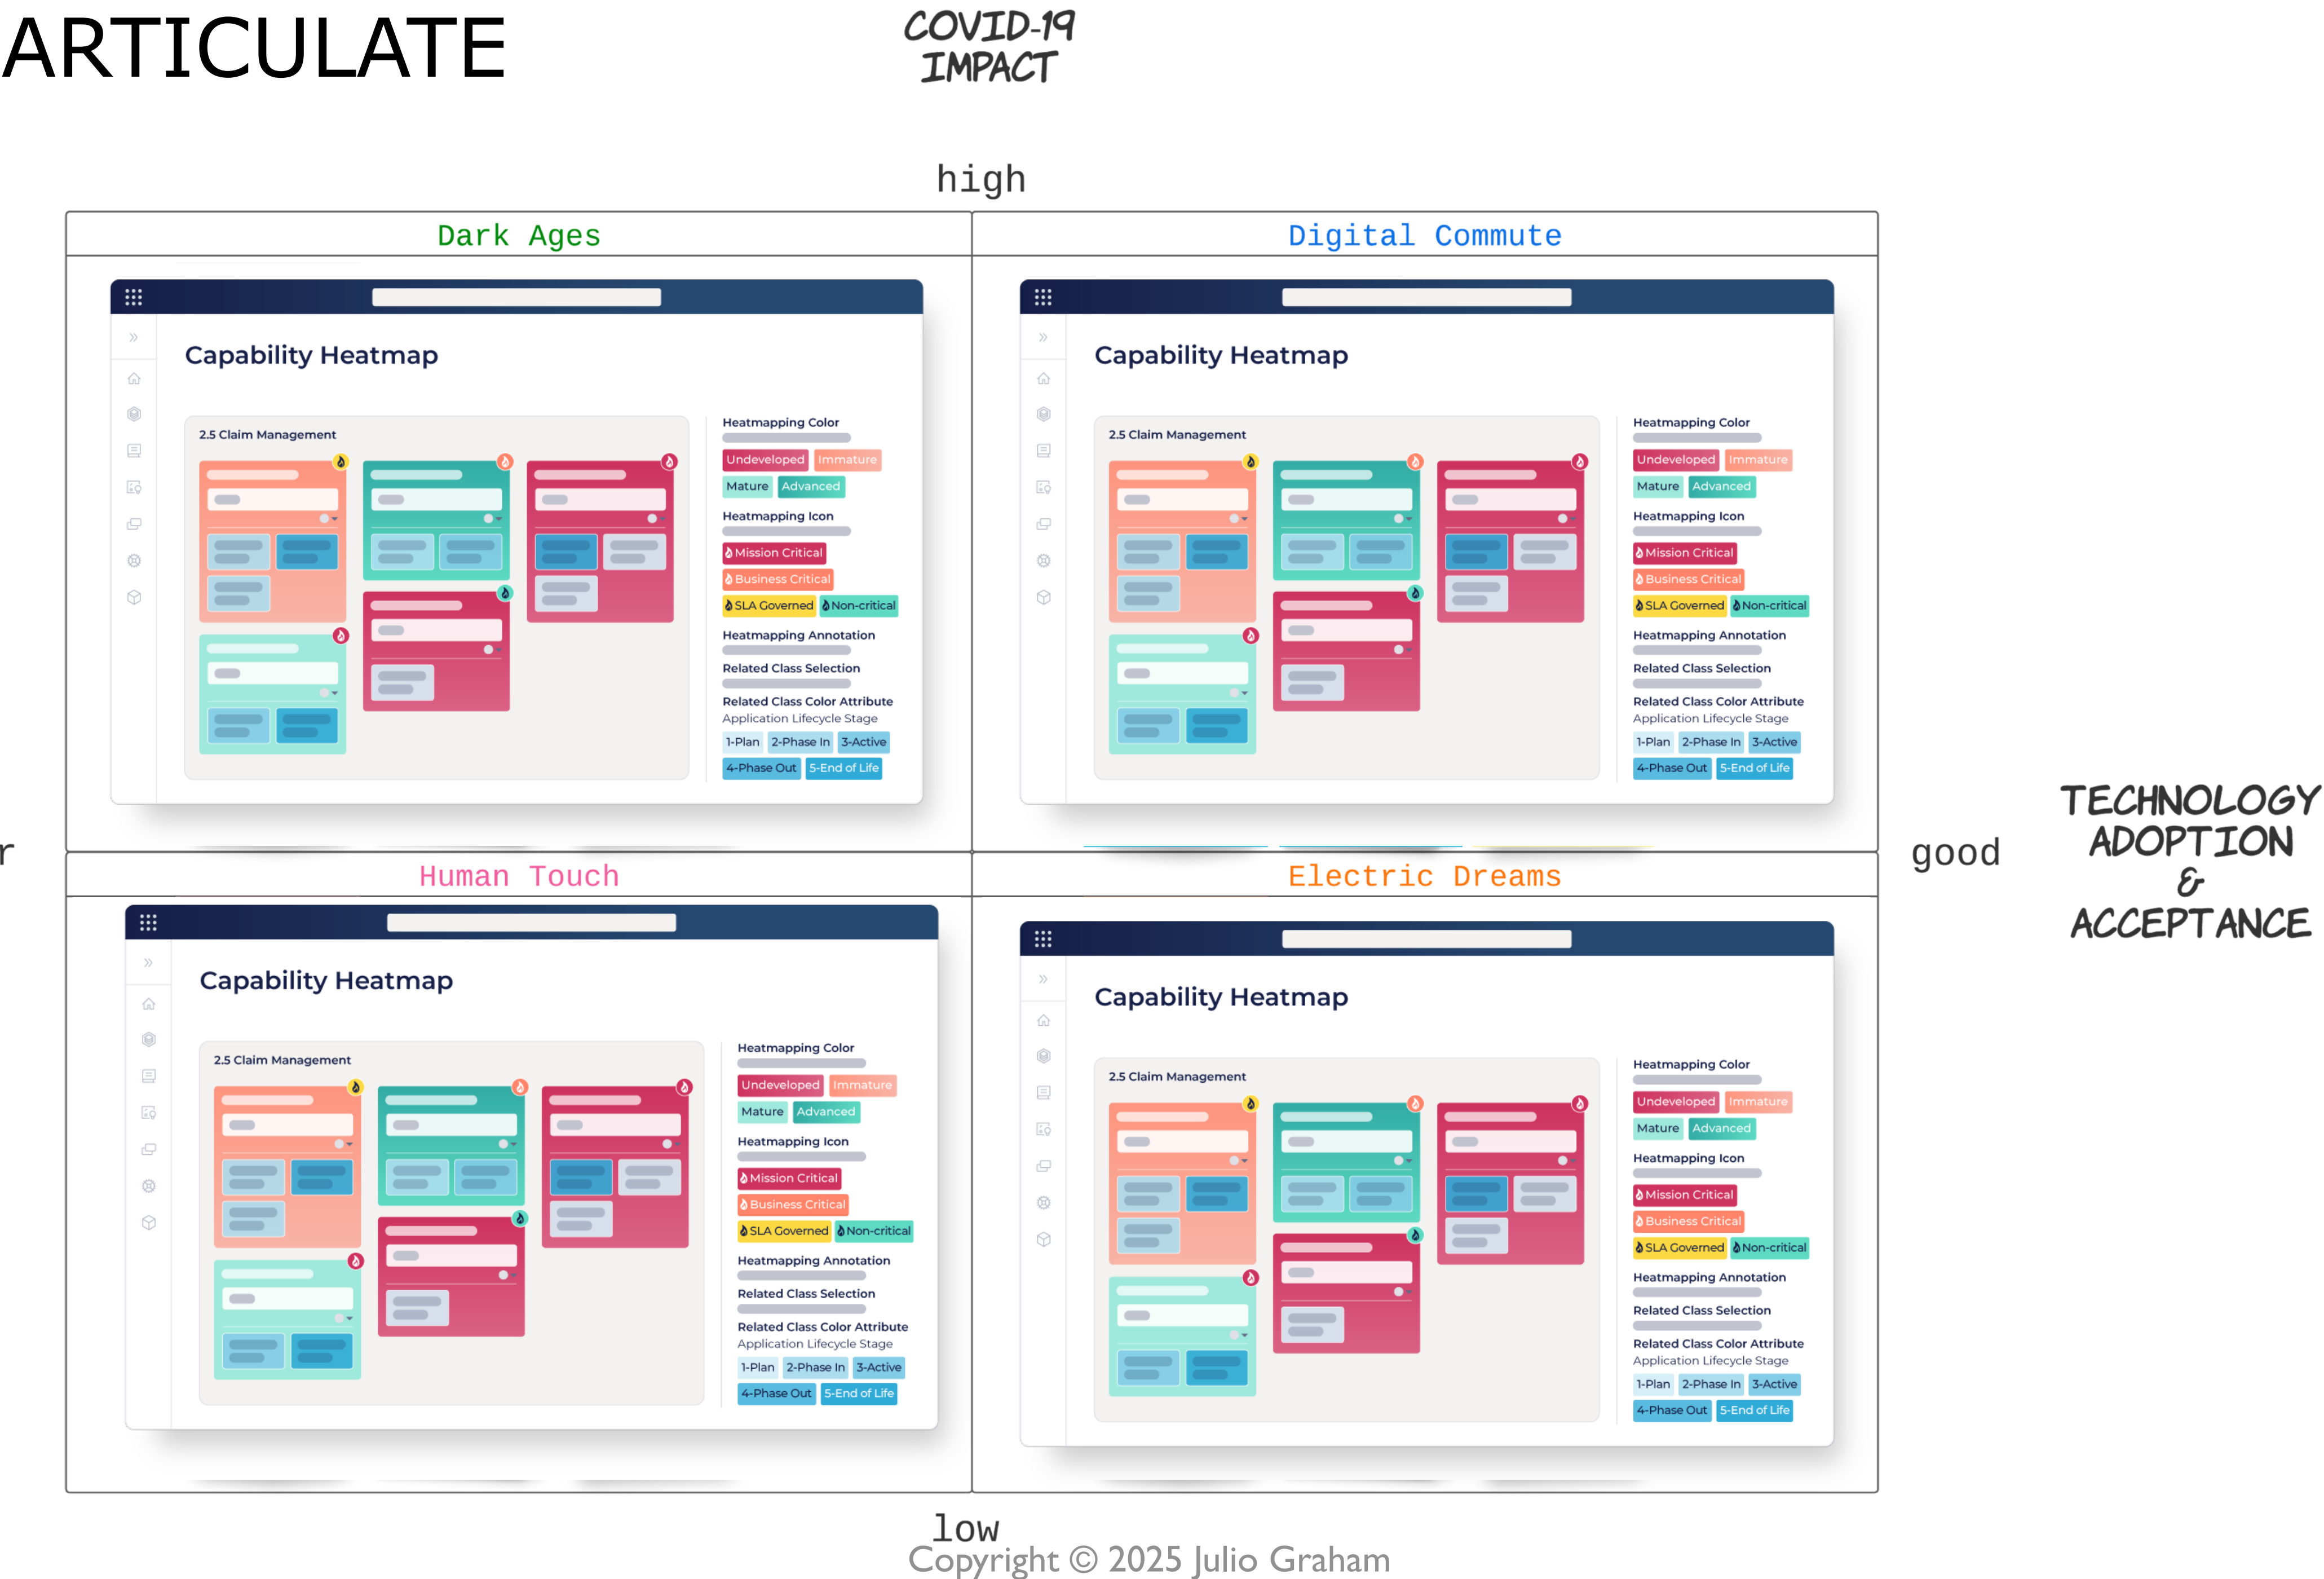 ARTICULATE
COVID-19
IMPACT
high
Dark Ages
Capability Heatmap
2.5 Claim Management
Heatmapping Color
Undeveloped Immature
Mature Advanced
Heatmapping Icon
Mission Critical
Business Critical
SLA Governed Non-critical
Heatmapping Annotation
Related Class Selection
Related Class Color Attribute
Application Lifecycle Stage
1-Plan 2-Phase In 3-Active
4-Phase Out 5-End of Life
Digital Commute
Capability Heatmap
2.5 Claim Management
Heatmapping Color
Undeveloped Immature
Mature Advanced
Heatmapping Icon
Mission Critical
Business Critical
SLA Governed Non-critical
Heatmapping Annotation
Related Class Selection
Related Class Color Attribute
Application Lifecycle Stage
1-Plan 2-Phase In 3-Active
4-Phase Out 5-End of Life
r
good
TECHNOLOGY
ADOPTION
&
ACCEPTANCE
Human Touch
Capability Heatmap
2.5 Claim Management
Heatmapping Color
Undeveloped Immature
Mature Advanced
Heatmapping Icon
Mission Critical
Business Critical
SLA Governed Non-critical
Heatmapping Annotation
Related Class Selection
Related Class Color Attribute
Application Lifecycle Stage
1-Plan 2-Phase In 3-Active
4-Phase Out 5-End of Life
Electric Dreams
Capability Heatmap
2.5 Claim Management
Heatmapping Color
Undeveloped Immature
Mature Advanced
Heatmapping Icon
Mission Critical
Business Critical
SLA Governed Non-critical
Heatmapping Annotation
Related Class Selection
Related Class Color Attribute
Application Lifecycle Stage
1-Plan 2-Phase In 3-Active
4-Phase Out 5-End of Life
low
Copyright © 2025 Julio Graham